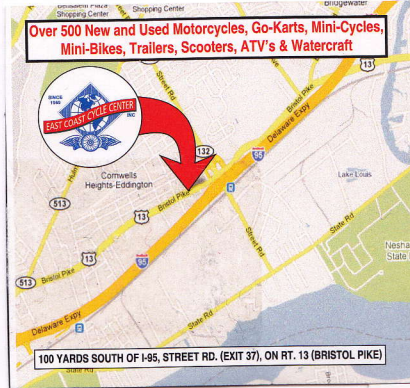 Shopping Center
Shopping Center
Bridgewater
Over 500 New and Used Motorcycles, Go-Karts, Mini-Cycles,
Mini-Bikes, Trailers, Scooters, ATV's & Watercraft
13
Street Rd
Bristol Pike
SINCE
EAST COAST CYCLE CENTER
INC
Delaware Expy
132
95
Cornwells
Heights-Eddington
Lake Louis
513
Bristol Pike
13
State Rd
Street Rd
13
95
513
Bristol Pike
Delaware Expy
State Rd
100 YARDS SOUTH OF I-95, STREET RD. (EXIT 37), ON RT. 13 (BRISTOL PIKE)
State Rd